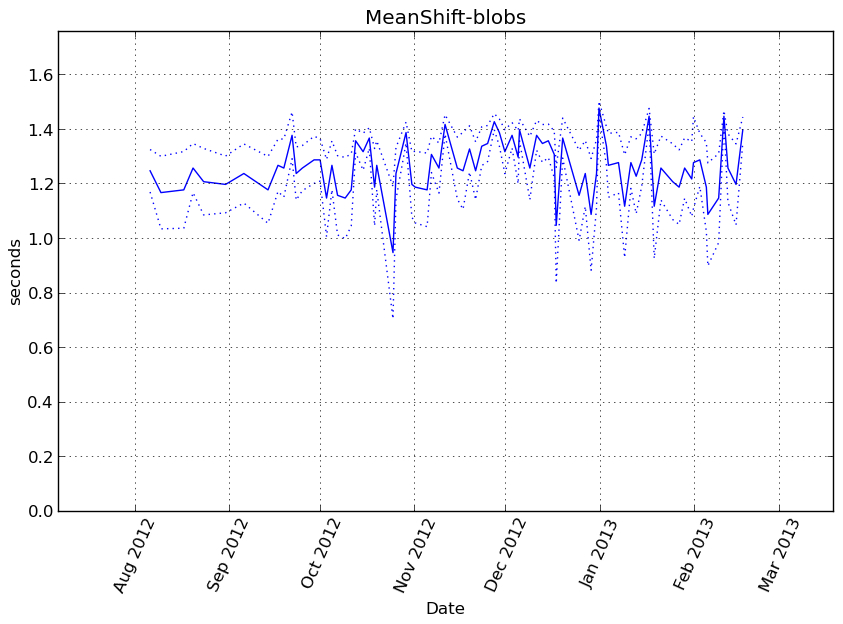 MeanShift-blobs
seconds
1.6
1.4
1.2
1.0
0.8
0.6
0.4
0.2
0.0
Aug 2012
Sep 2012
Oct 2012
Nov 2012
Dec 2012
Jan 2013
Feb 2013
Mar 2013
Date